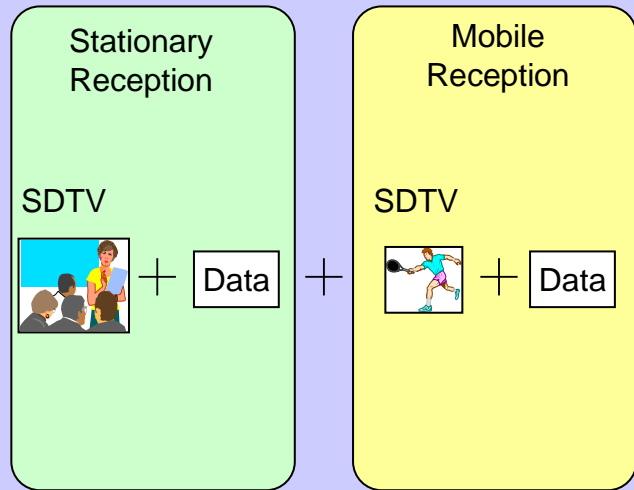 Stationary
Reception
SDTV
+ Data
+
Mobile
Reception
SDTV
+ Data